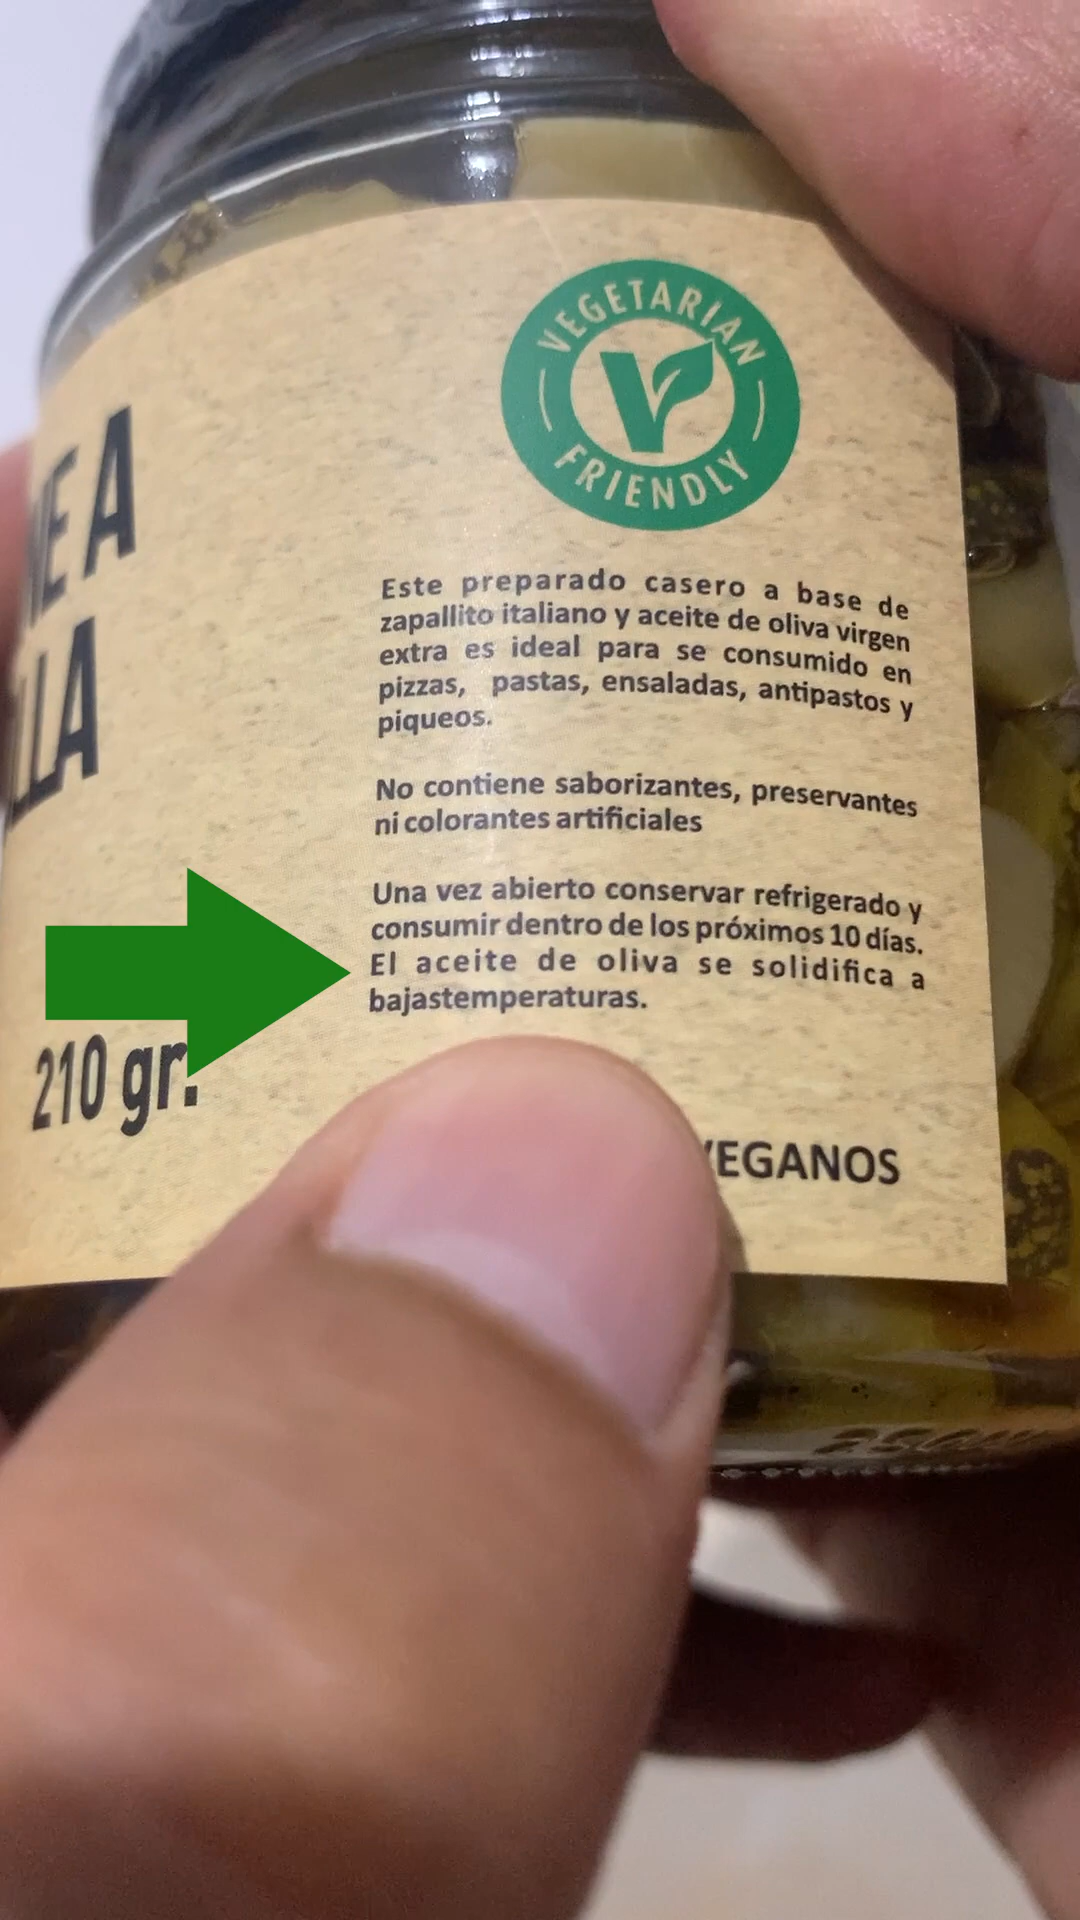 VEGETARIAN
FRIENDLY
Este preparado casero a base de
zapallito italiano y aceite de oliva virgen
extra es ideal para se consumido en
pizzas, pastas, ensaladas, antipastos y
piqueos.
No contiene saborizantes, preservantes
ni colorantes artificiales
Una vez abierto conservar refrigerado y
consumir dentro de los próximos 10 días.
El aceite de oliva se solidifica a
bajastemperaturas.
210 gr.